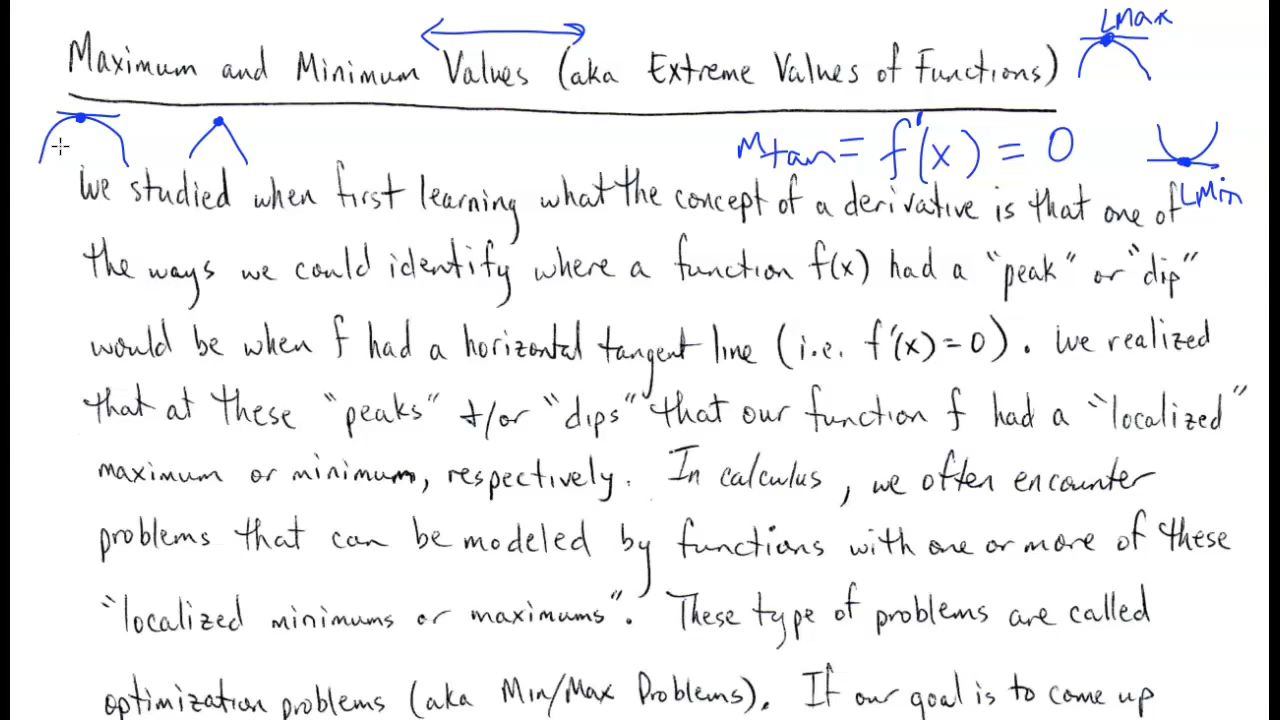 LMax
Maximum and Minimum Values (aka Extreme Values of Functions)
Mtan = f'(x) = 0
LMin
We studied when first learning what the concept of a derivative is that one of
the ways we could identify where a function f(x) had a "peak" or "dip"
would be when f had a horizontal tangent line (i.e. f'(x)=0). We realized
that at these "peaks" +/or "dips" that our function f had a "localized"
maximum or minimum, respectively. In calculus, we often encounter
problems that can be modeled by functions with one or more of these
"localized minimums or maximums". These type of problems are called
optimization problems (aka Min/Max Problems). If our goal is to come up